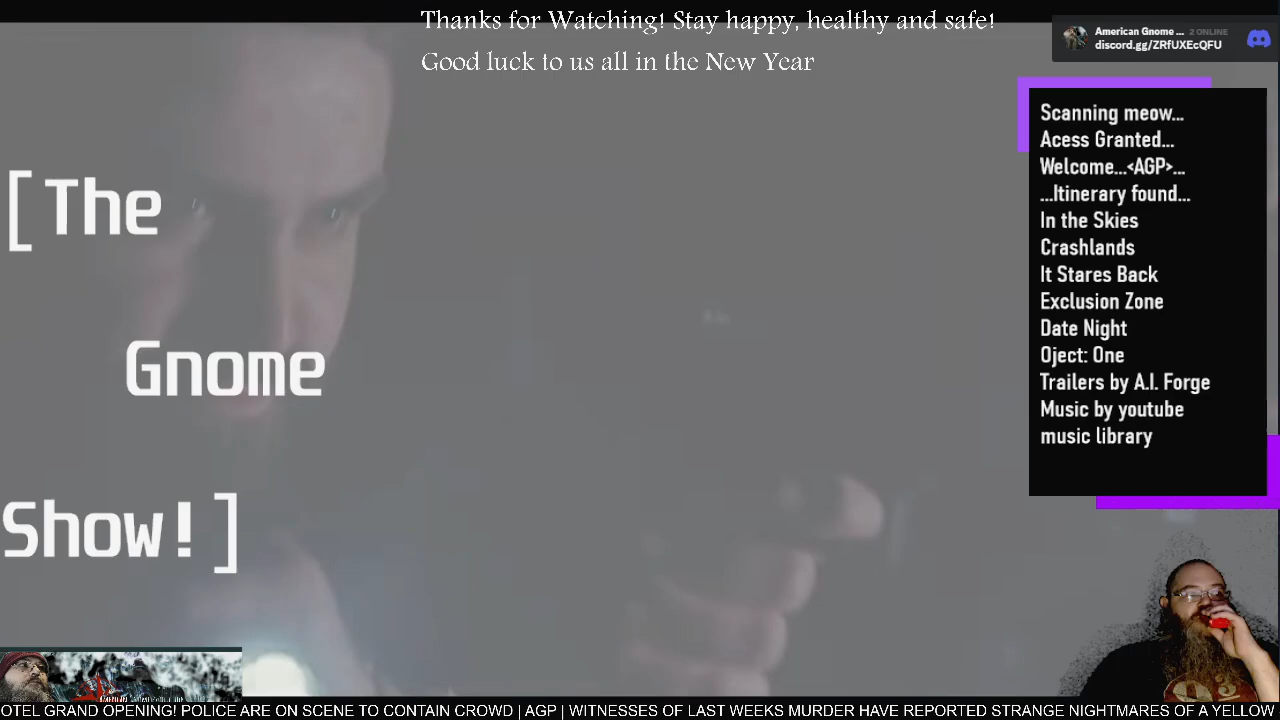 Thanks for Watching! Stay happy, healthy and safe!
Good luck to us all in the New Year
American Gnome ... 2 ONLINE
discord.gg/ZRfUXEcQFU
Scanning meow...
Acess Granted...
Welcome...<AGP>...
...Itinerary found...
In the Skies
Crashlands
It Stares Back
Exclusion Zone
Date Night
Oject: One
Trailers by A.I. Forge
Music by youtube
music library
[The
Gnome
Show!]
OTEL GRAND OPENING! POLICE ARE ON SCENE TO CONTAIN CROWD | AGP | WITNESSES OF LAST WEEKS MURDER HAVE REPORTED STRANGE NIGHTMARES OF A YELLOW